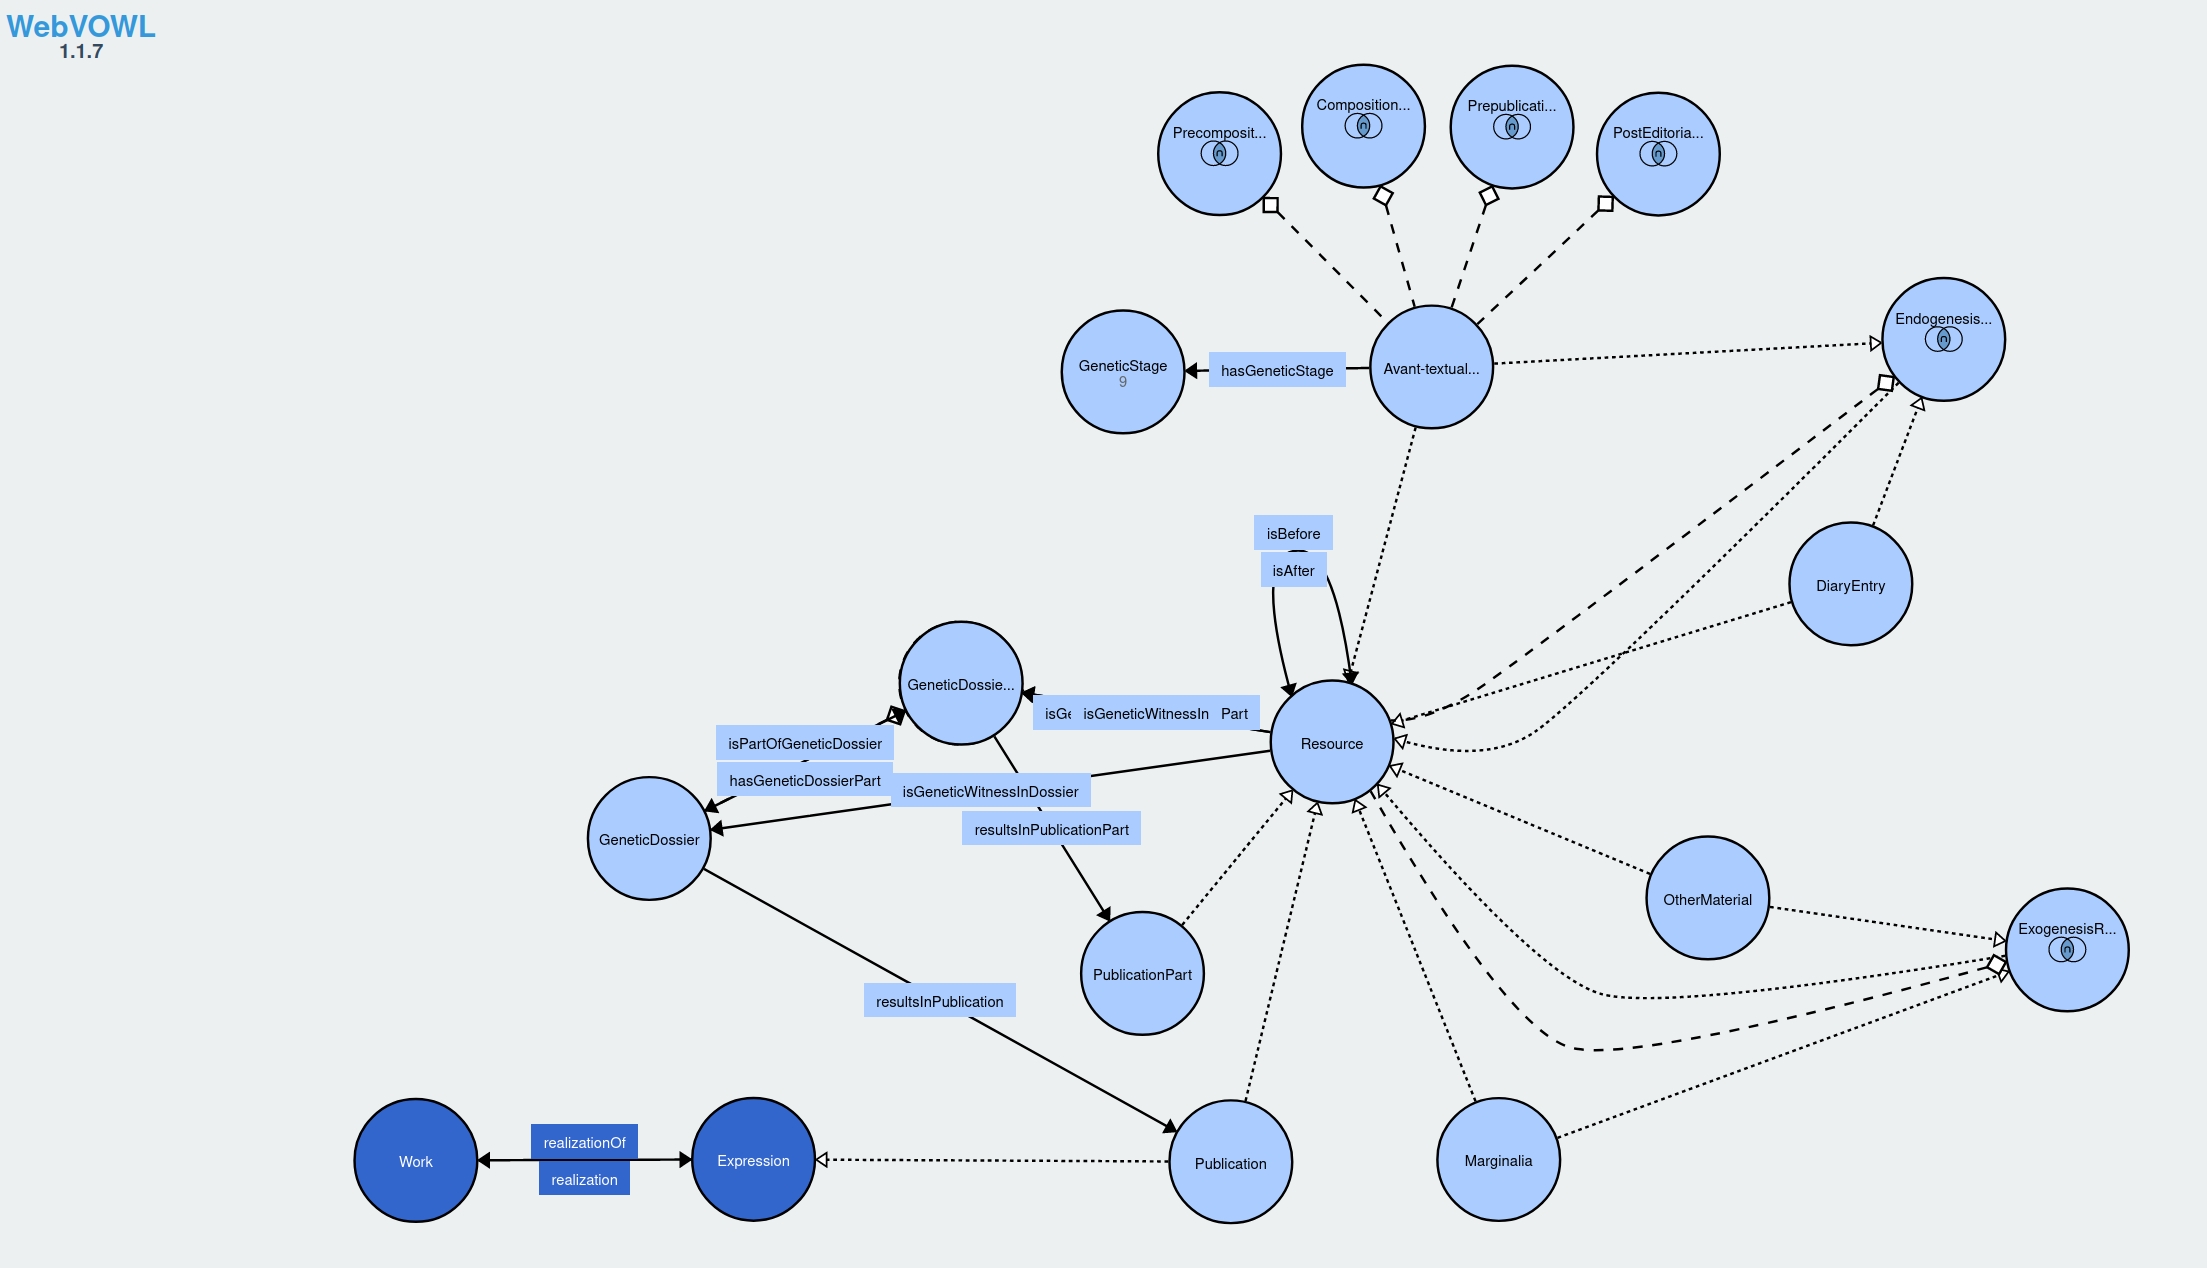 WebVOWL
1.1.7
Composition...
Prepublicati...
Precomposit...
PostEditoria...
Endogenesis...
GeneticStage
9
hasGeneticStage
Avant-textual...
isBefore
isAfter
DiaryEntry
GeneticDossie...
isGe
isGeneticWitnessIn
Part
isPartOfGeneticDossier
Resource
hasGeneticDossierPart
isGeneticWitnessInDossier
resultsInPublicationPart
GeneticDossier
OtherMaterial
ExogenesisR...
PublicationPart
resultsInPublication
realizationOf
Work
Expression
Publication
Marginalia
realization